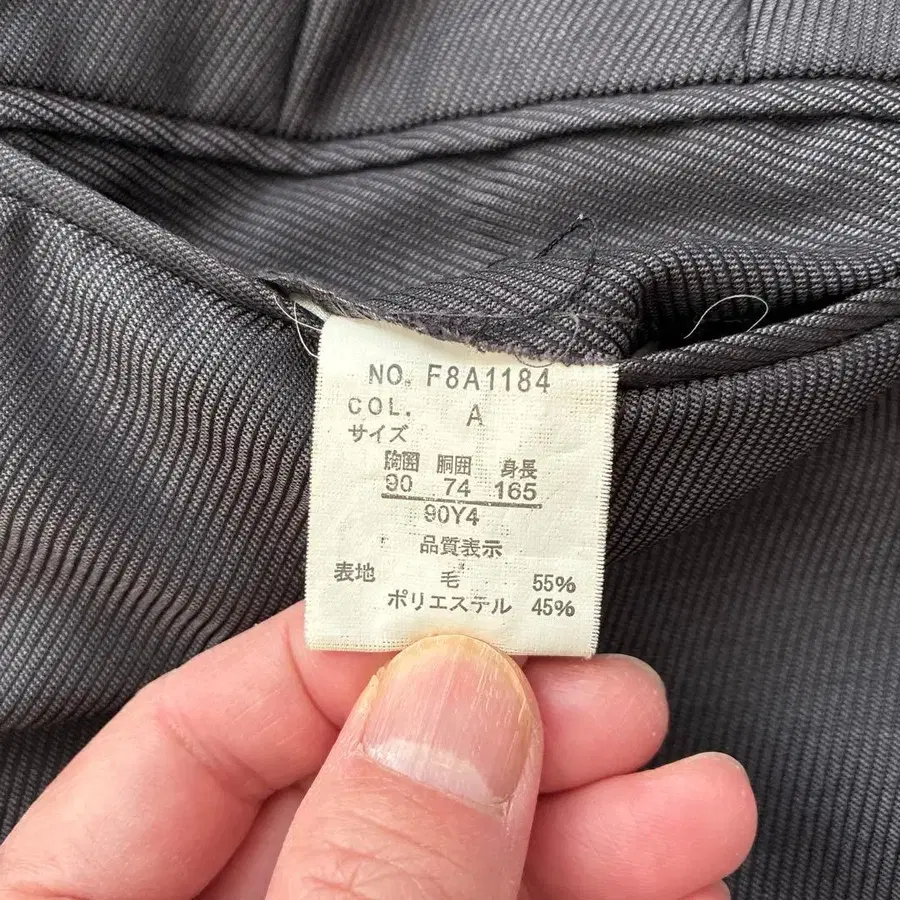 NO. F8A1184
COL. A
サイズ
胸囲 胴囲 身長
90 74 165
90Y4
品質表示
表地 毛 55%
ポリエステル 45%